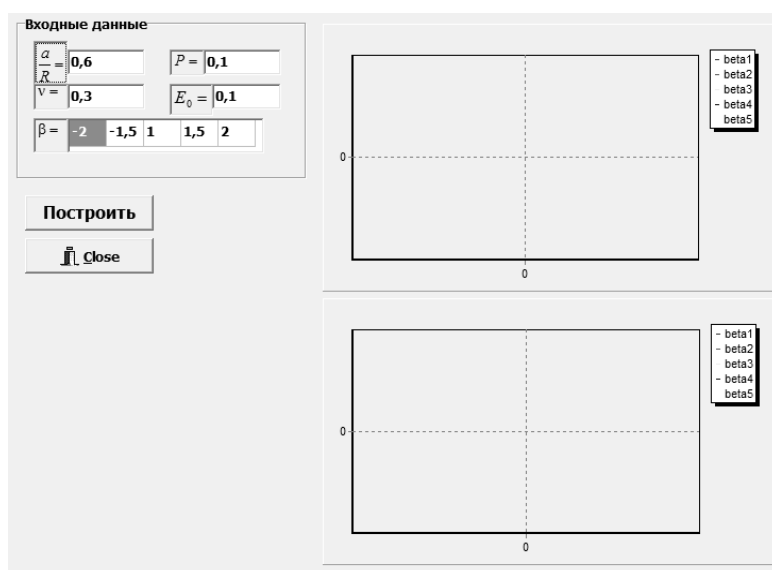 Входные данные
a/R = 0,6
P = 0,1
ν = 0,3
E₀ = 0,1
β = -2 -1,5 1 1,5 2
Построить
Close
0
0
beta1
beta2
beta3
beta4
beta5
0
0
beta1
beta2
beta3
beta4
beta5